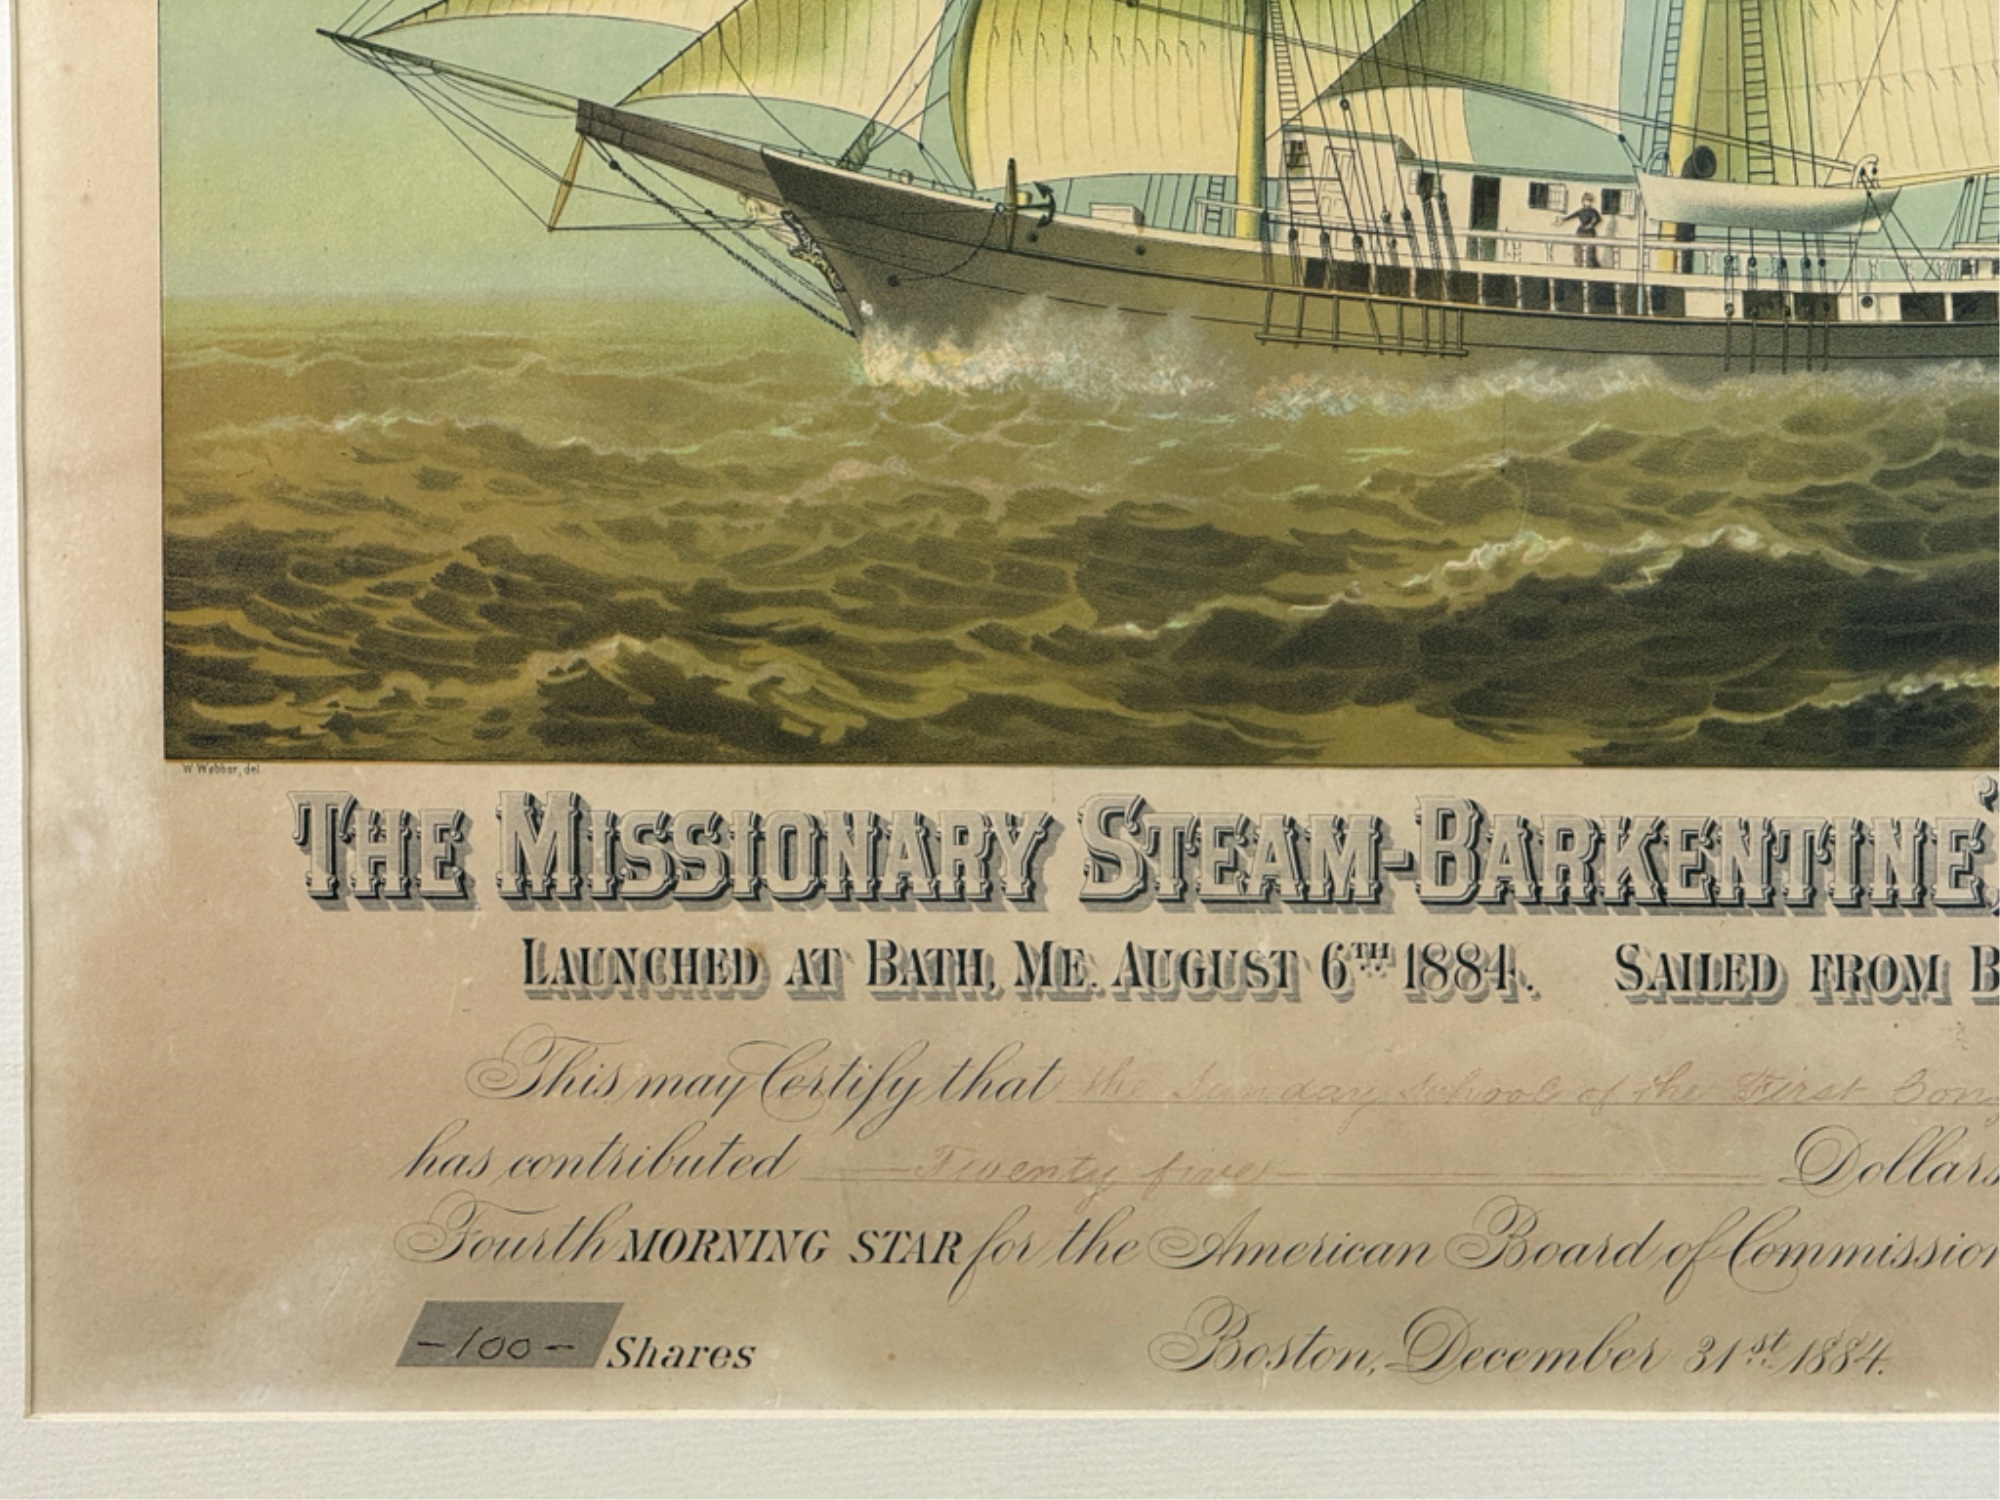 W Webber, del.
THE MISSIONARY STEAM-BARKENTINE,
LAUNCHED AT BATH, ME. AUGUST 6TH 1884. SAILED FROM B
This may Certify that the Sunday School of the First Cong
has contributed Twenty five Dollars
Fourth MORNING STAR for the American Board of Commission
-100- Shares
Boston, December 31st 1884.